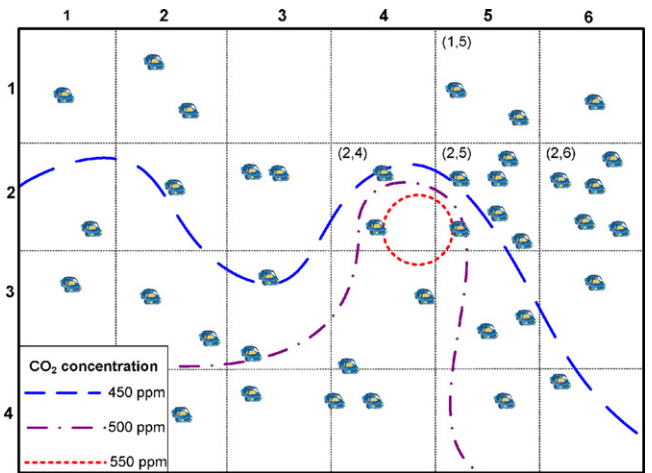 1 2 3 4 5 6
(1,5)
1
(2,4) (2,5) (2,6)
2
3
CO₂ concentration
450 ppm
4
500 ppm
550 ppm